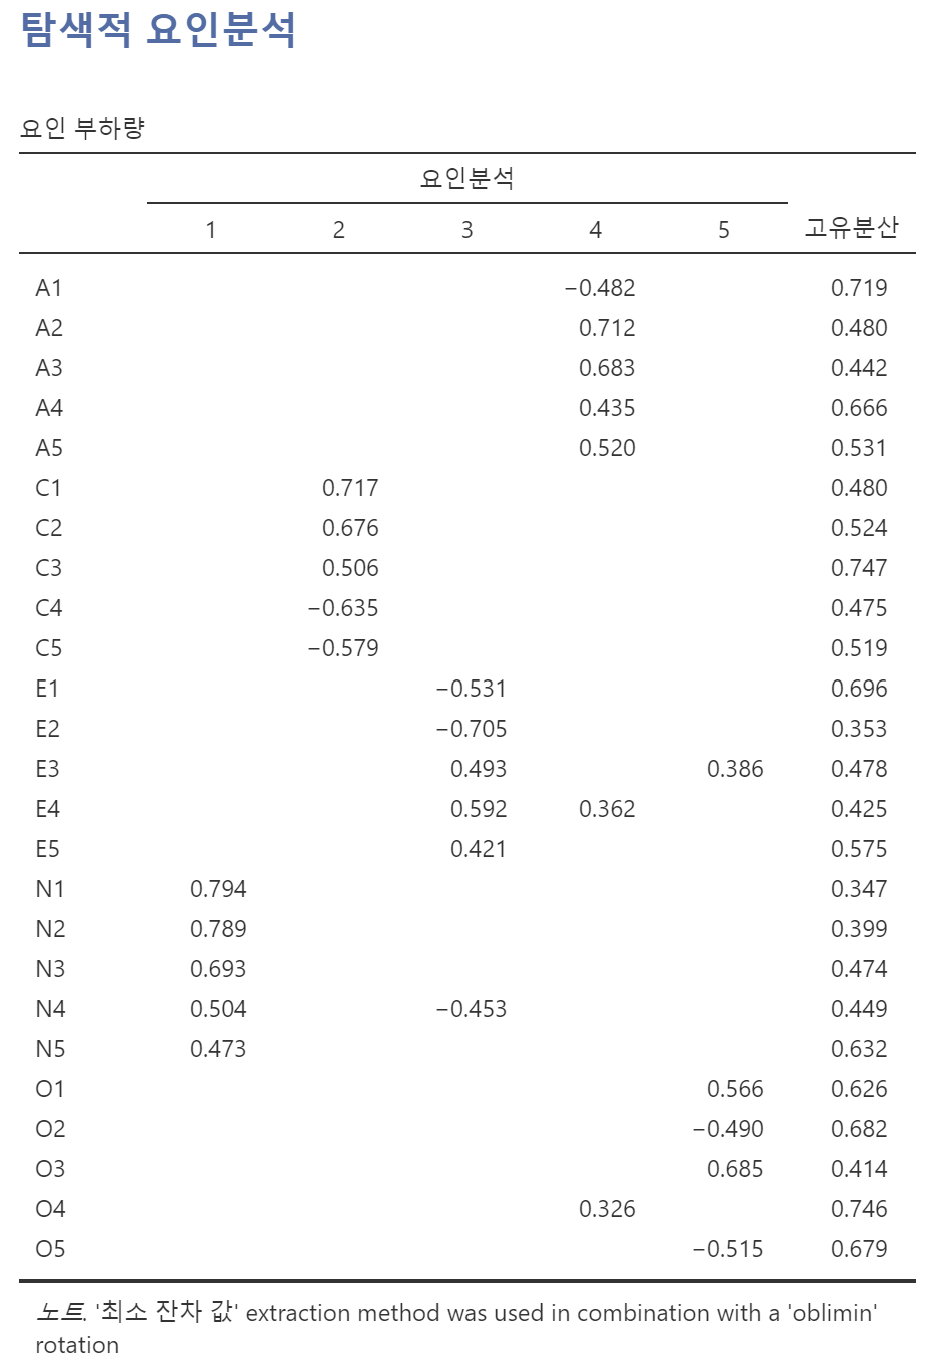 탐색적 요인분석
요인 부하량
요인분석
1 2 3 4 5 고유분산
A1 −0.482 0.719
A2 0.712 0.480
A3 0.683 0.442
A4 0.435 0.666
A5 0.520 0.531
C1 0.717 0.480
C2 0.676 0.524
C3 0.506 0.747
C4 −0.635 0.475
C5 −0.579 0.519
E1 −0.531 0.696
E2 −0.705 0.353
E3 0.493 0.386 0.478
E4 0.592 0.362 0.425
E5 0.421 0.575
N1 0.794 0.347
N2 0.789 0.399
N3 0.693 0.474
N4 0.504 −0.453 0.449
N5 0.473 0.632
O1 0.566 0.626
O2 −0.490 0.682
O3 0.685 0.414
O4 0.326 0.746
O5 −0.515 0.679
노트. '최소 잔차 값' extraction method was used in combination with a 'oblimin'
rotation